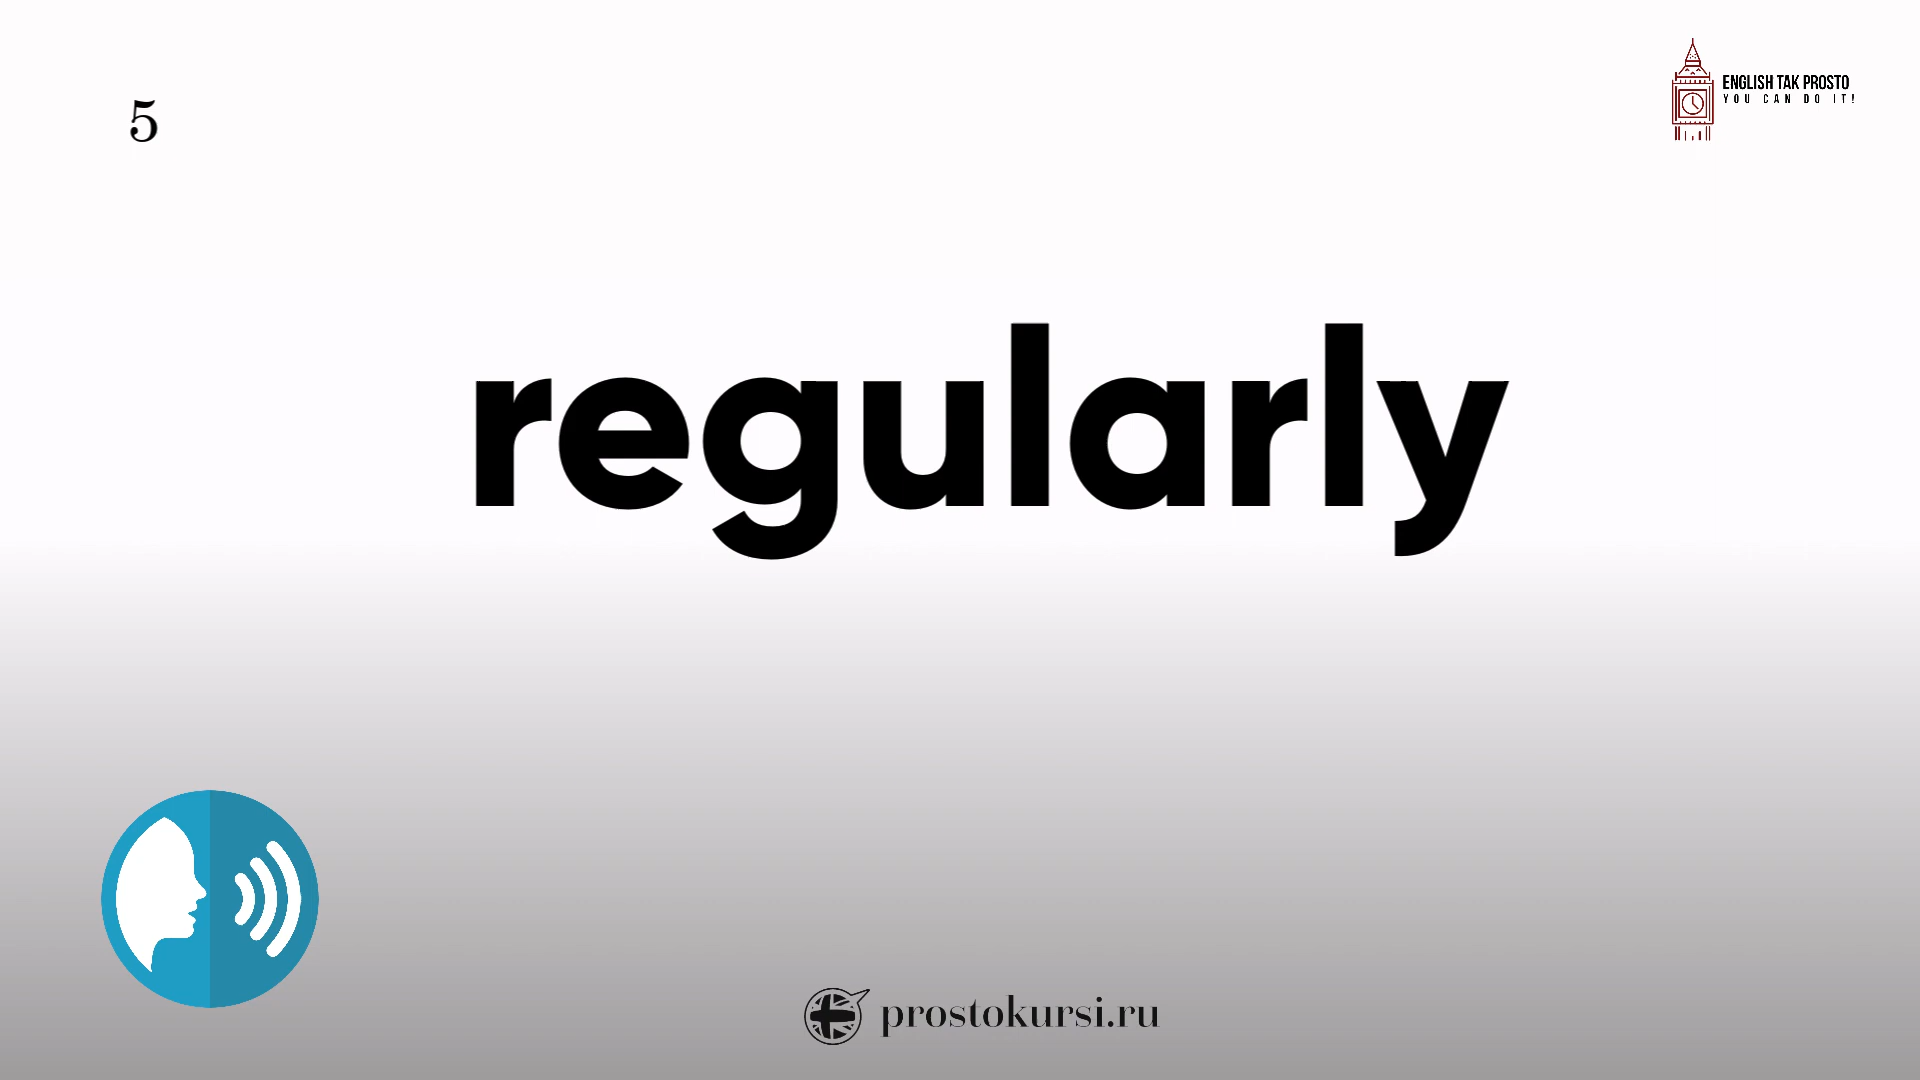 5
ENGLISH TAK PROSTO
YOU CAN DO IT!
regularly
prostokursi.ru